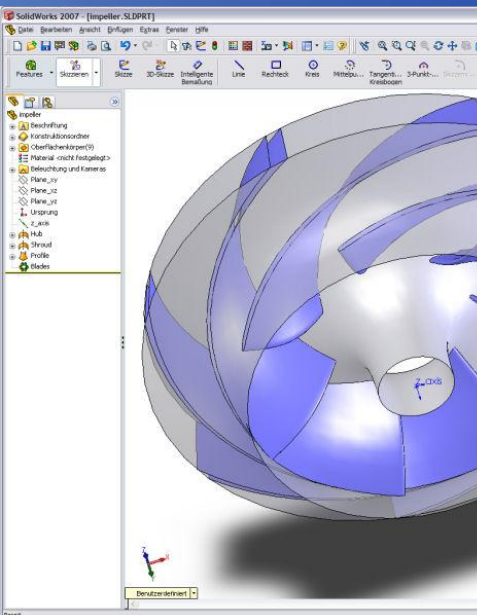 SolidWorks 2007 - [impeller.SLDPRT]
Datei Bearbeiten Ansicht Einfügen Extras Fenster Hilfe
Features Skizzieren Skizze 3D-Skizze Intelligente Bemaßung Linie Rechteck Kreis Mittelpu... Tangenti... Kreisbogen 3-Punkt-...
impeller
Beschriftung
Konstruktionsordner
Oberflächenkörper(9)
Material <nicht festgelegt>
Beleuchtung und Kameras
Plane_xy
Plane_xz
Plane_yz
Ursprung
z_axis
Hub
Shroud
Profile
Blades
z_axis
Z
X
Y
Benutzerdefiniert